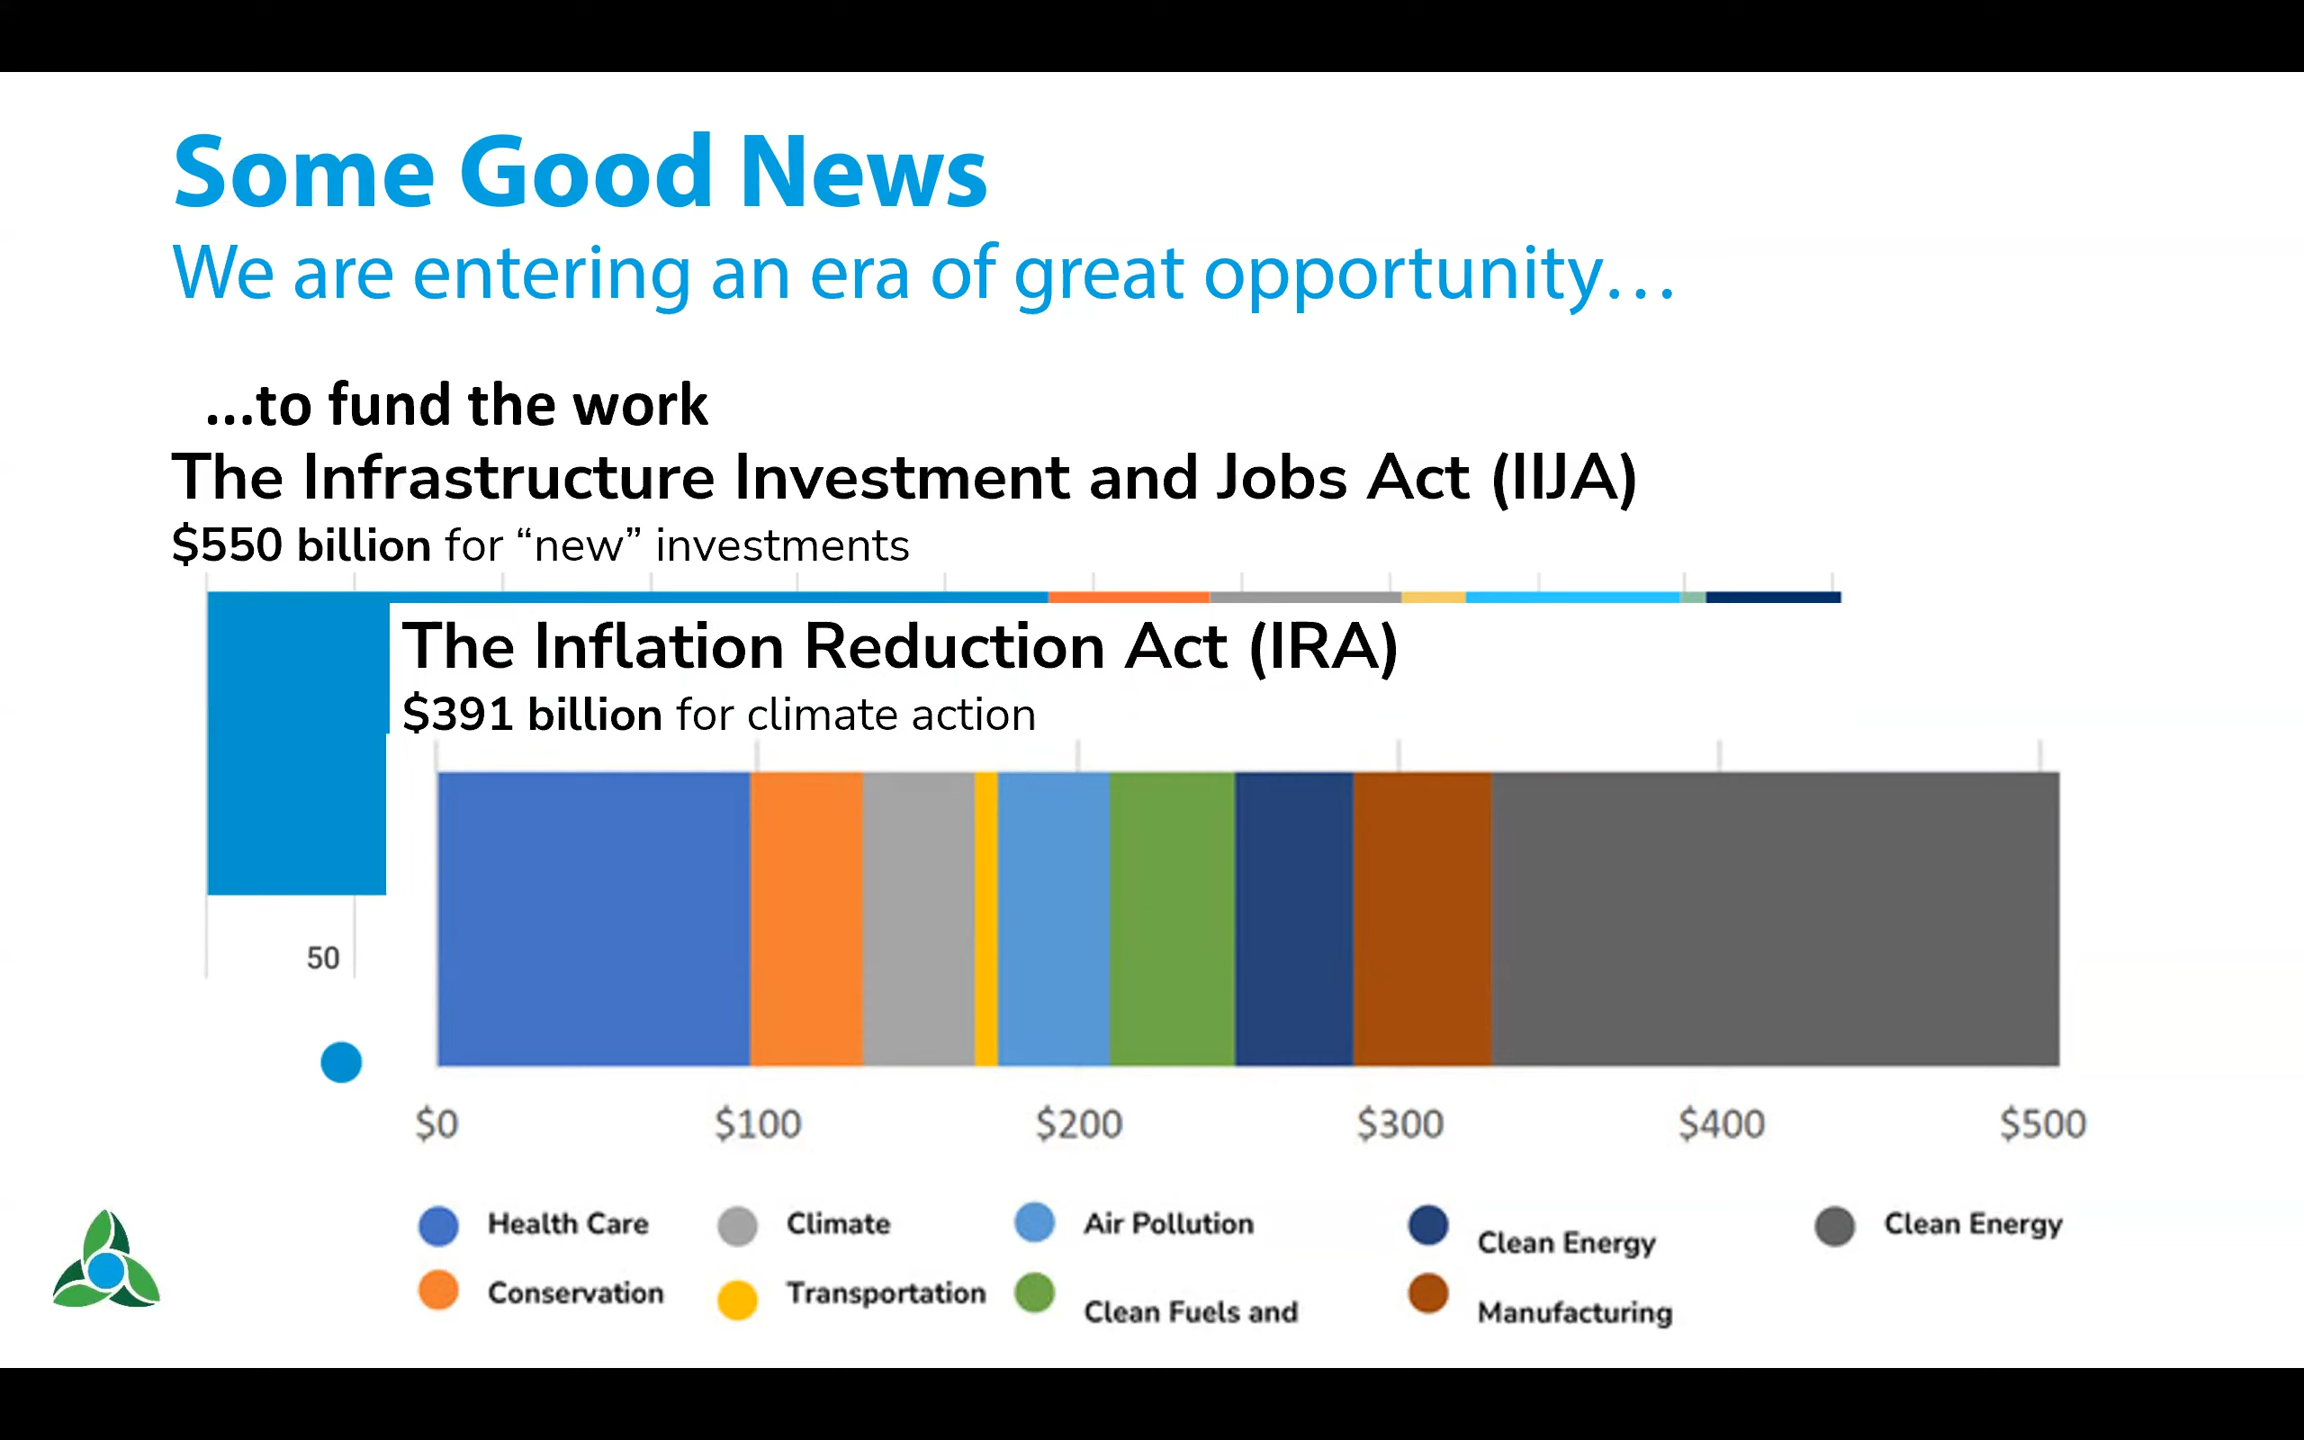 Some Good News
We are entering an era of great opportunity…
...to fund the work
The Infrastructure Investment and Jobs Act (IIJA)
$550 billion for “new” investments
The Inflation Reduction Act (IRA)
$391 billion for climate action
50
$0 $100 $200 $300 $400 $500
Health Care Climate Air Pollution Clean Energy Clean Energy
Conservation Transportation Clean Fuels and Manufacturing